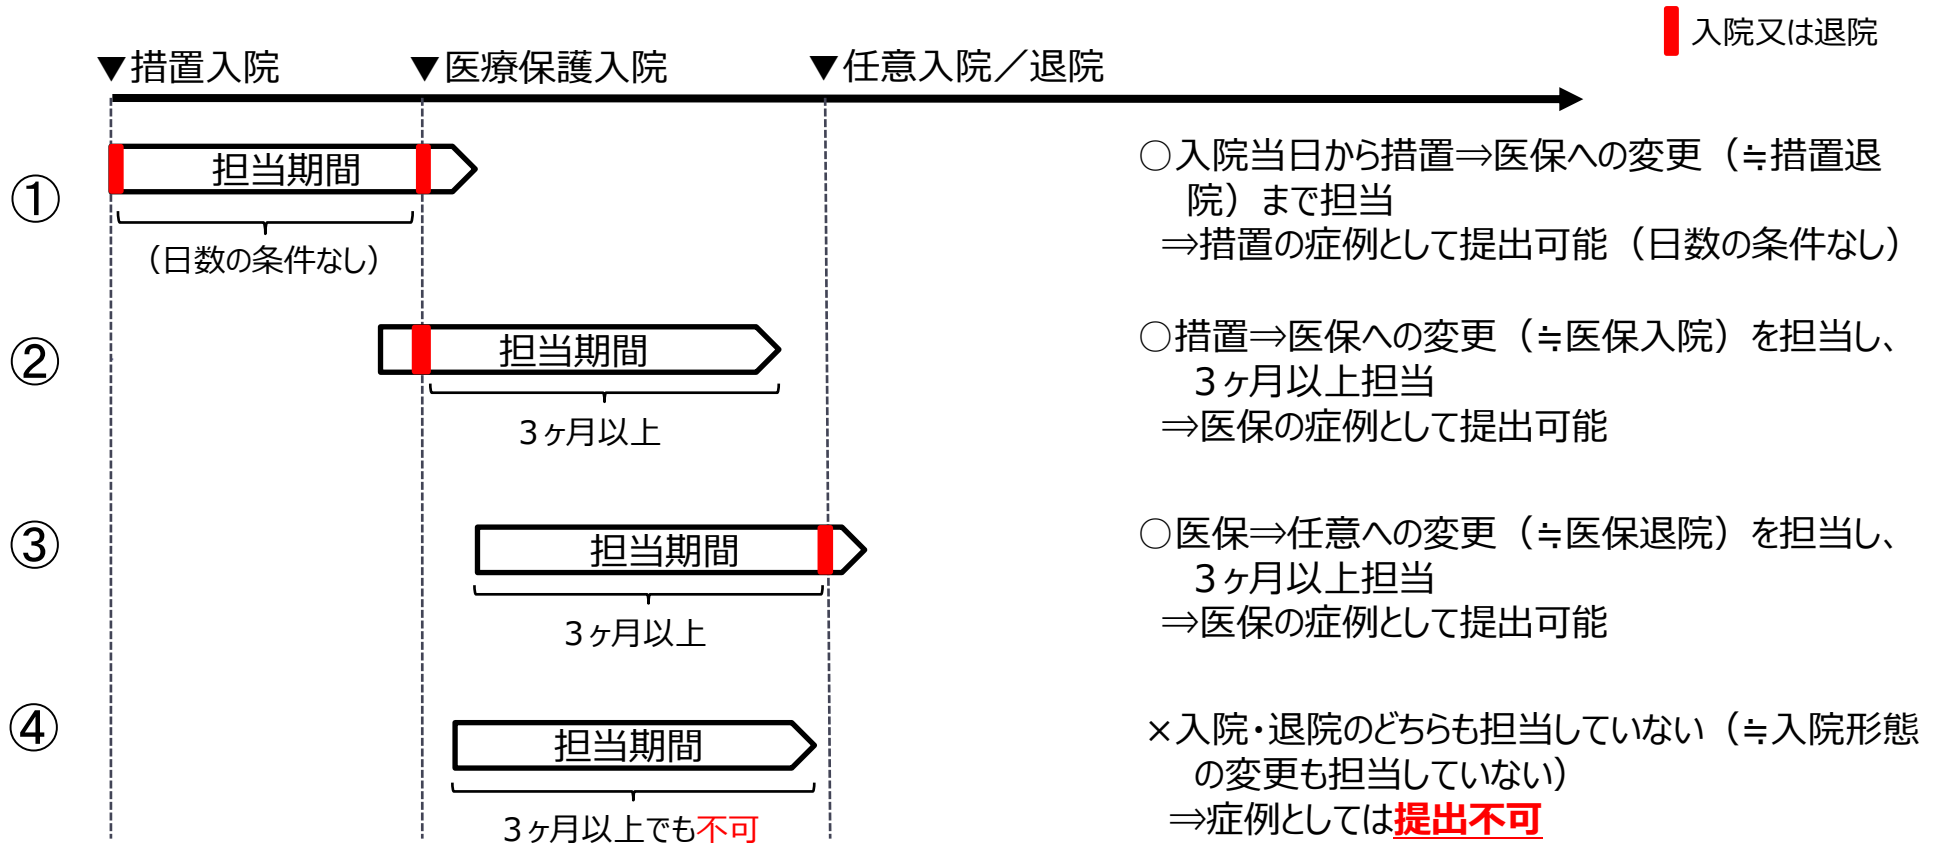 入院又は退院
▼措置入院
▼医療保護入院
▼任意入院／退院
①
担当期間
（日数の条件なし）
○入院当日から措置⇒医保への変更（≒措置退
院）まで担当
⇒措置の症例として提出可能（日数の条件なし）
②
担当期間
３ヶ月以上
○措置⇒医保への変更（≒医保入院）を担当し、
３ヶ月以上担当
⇒医保の症例として提出可能
③
担当期間
３ヶ月以上
○医保⇒任意への変更（≒医保退院）を担当し、
３ヶ月以上担当
⇒医保の症例として提出可能
④
担当期間
３ヶ月以上でも不可
×入院・退院のどちらも担当していない（≒入院形態
の変更も担当していない）
⇒症例としては提出不可